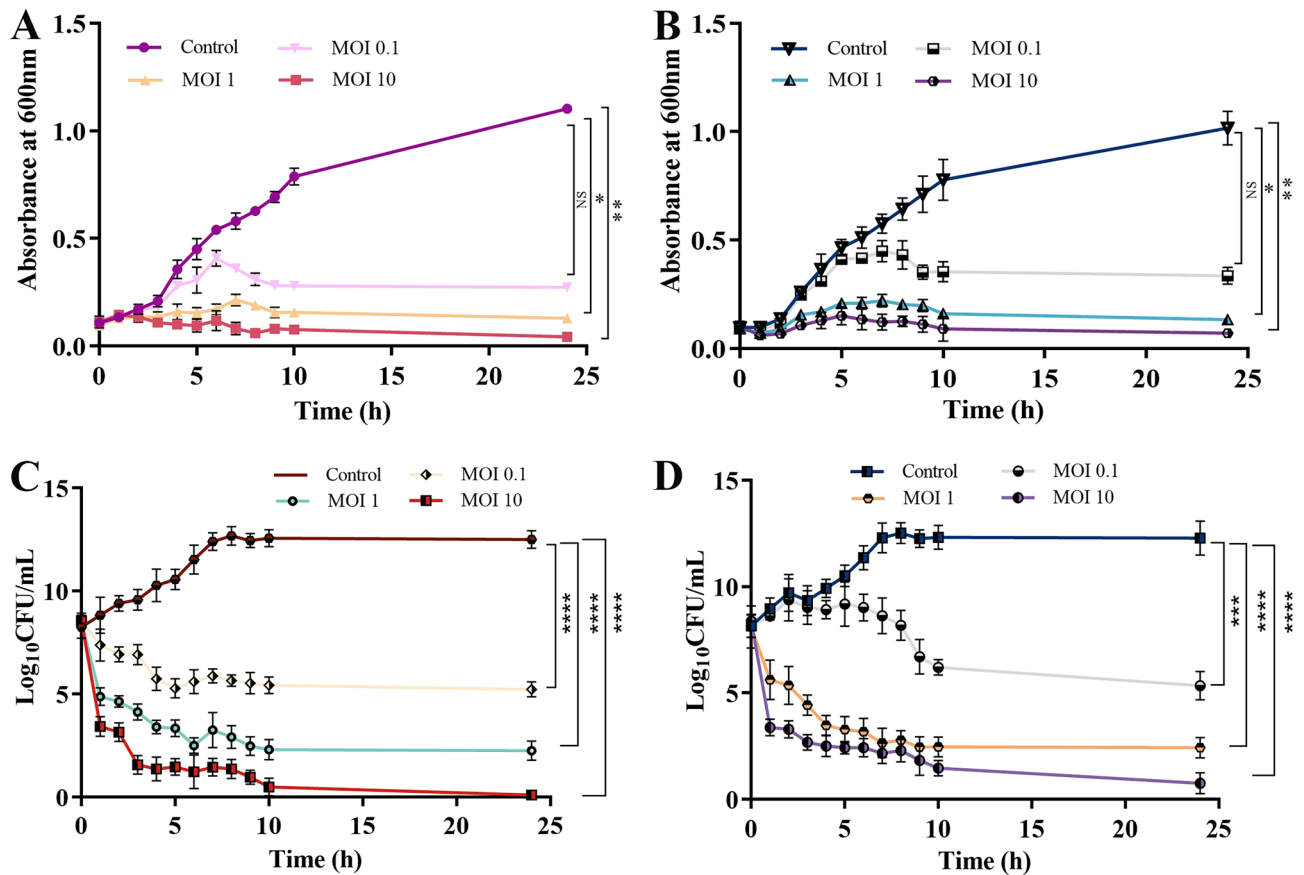 A
Absorbance at 600nm
1.5
1.0
0.5
0.0
Control
MOI 0.1
MOI 1
MOI 10
NS
*
**
0
5
10
15
20
25
Time (h)
B
Absorbance at 600nm
1.5
1.0
0.5
0.0
Control
MOI 0.1
MOI 1
MOI 10
NS
*
**
0
5
10
15
20
25
Time (h)
C
Log10CFU/mL
15
10
5
0
Control
MOI 0.1
MOI 1
MOI 10
****
****
****
0
5
10
15
20
25
Time (h)
D
Log10CFU/mL
15
10
5
0
Control
MOI 0.1
MOI 1
MOI 10
***
****
****
0
5
10
15
20
25
Time (h)